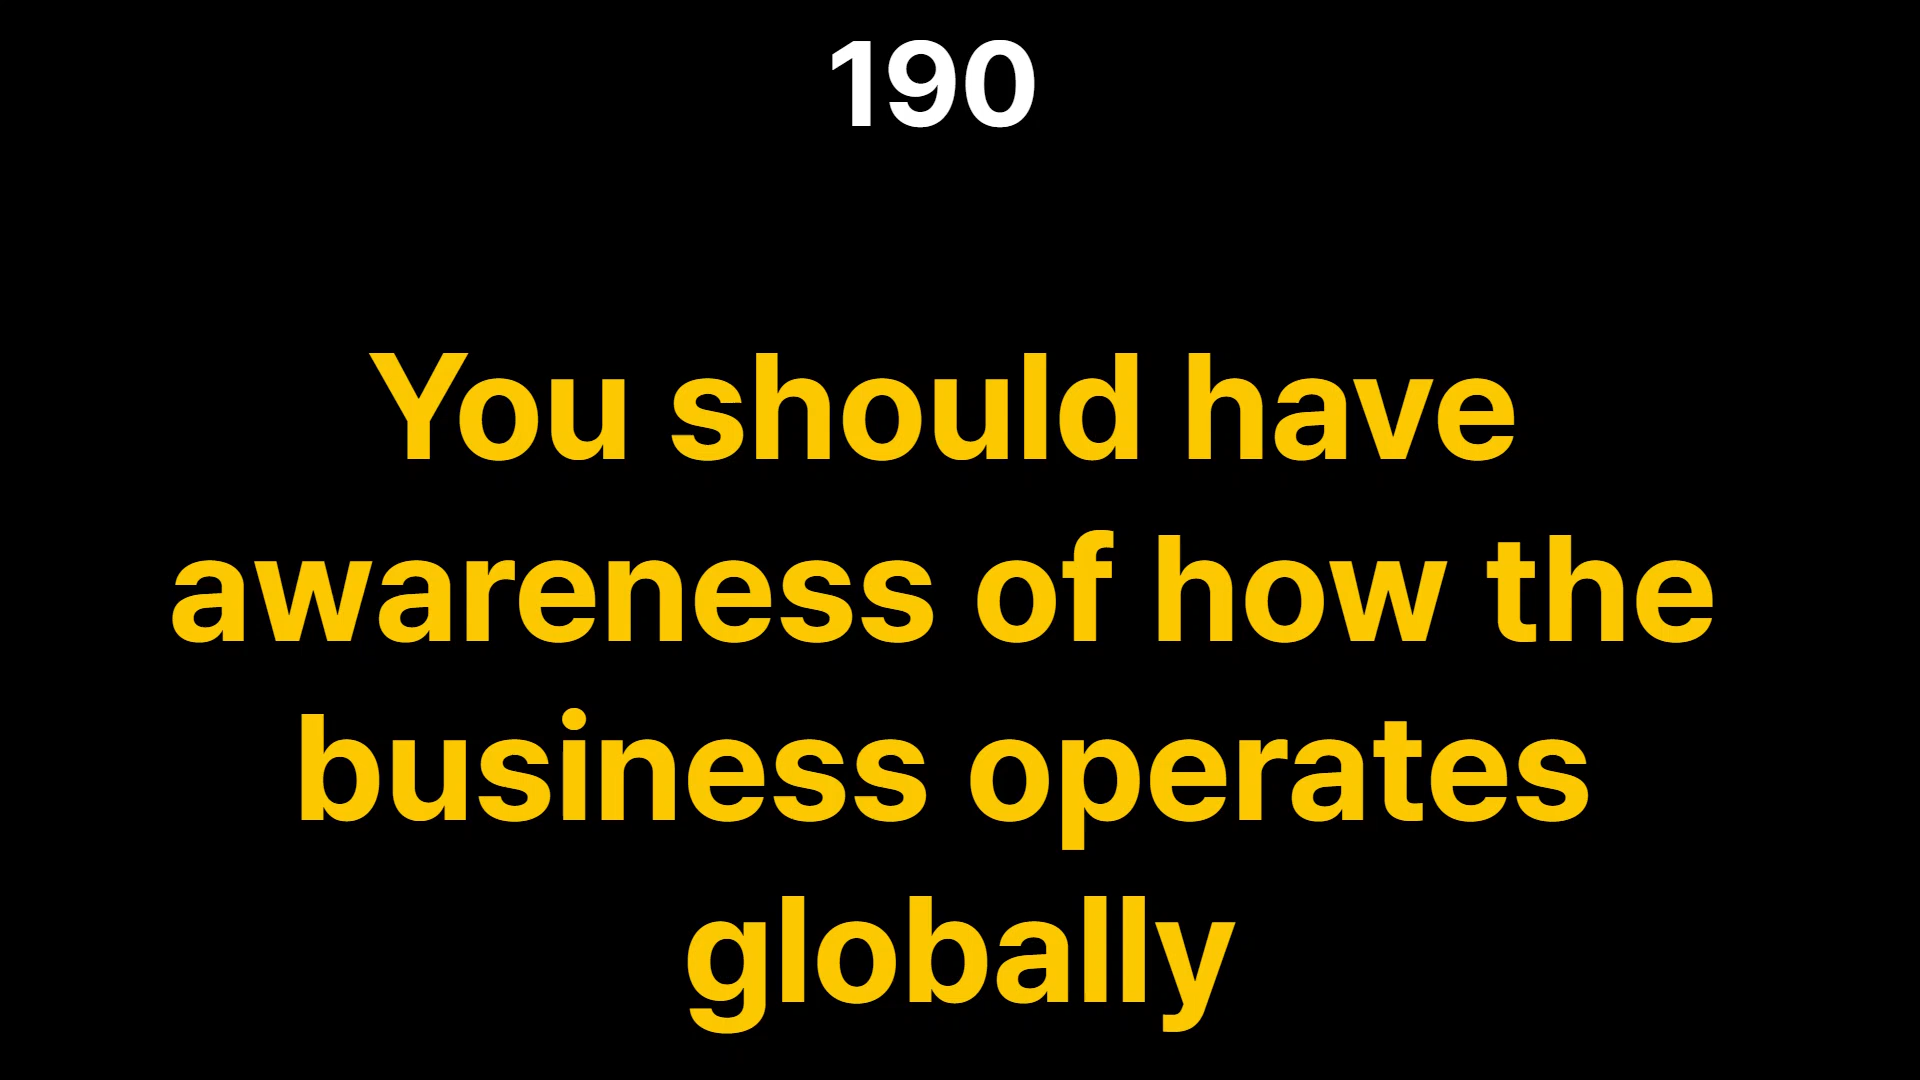 190
You should have
awareness of how the
business operates
globally